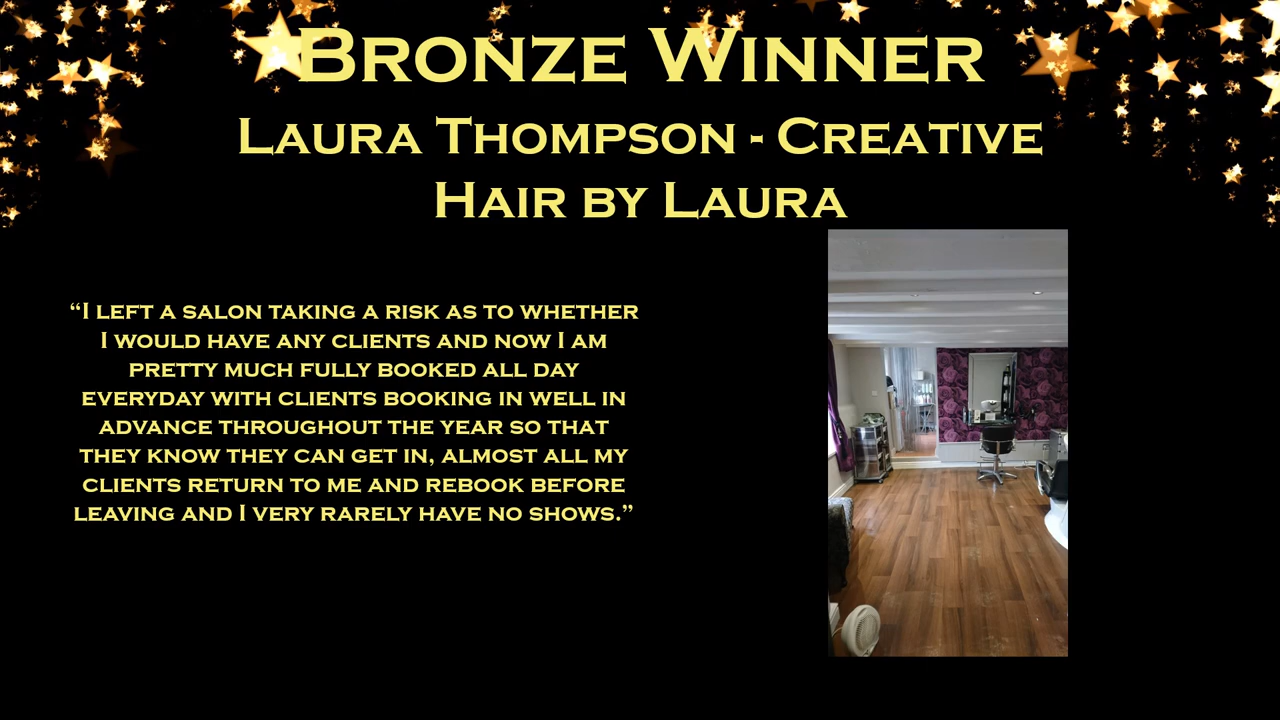 Bronze Winner
Laura Thompson - Creative
Hair by Laura
“I left a salon taking a risk as to whether
I would have any clients and now I am
pretty much fully booked all day
everyday with clients booking in well in
advance throughout the year so that
they know they can get in, almost all my
clients return to me and rebook before
leaving and I very rarely have no shows.”